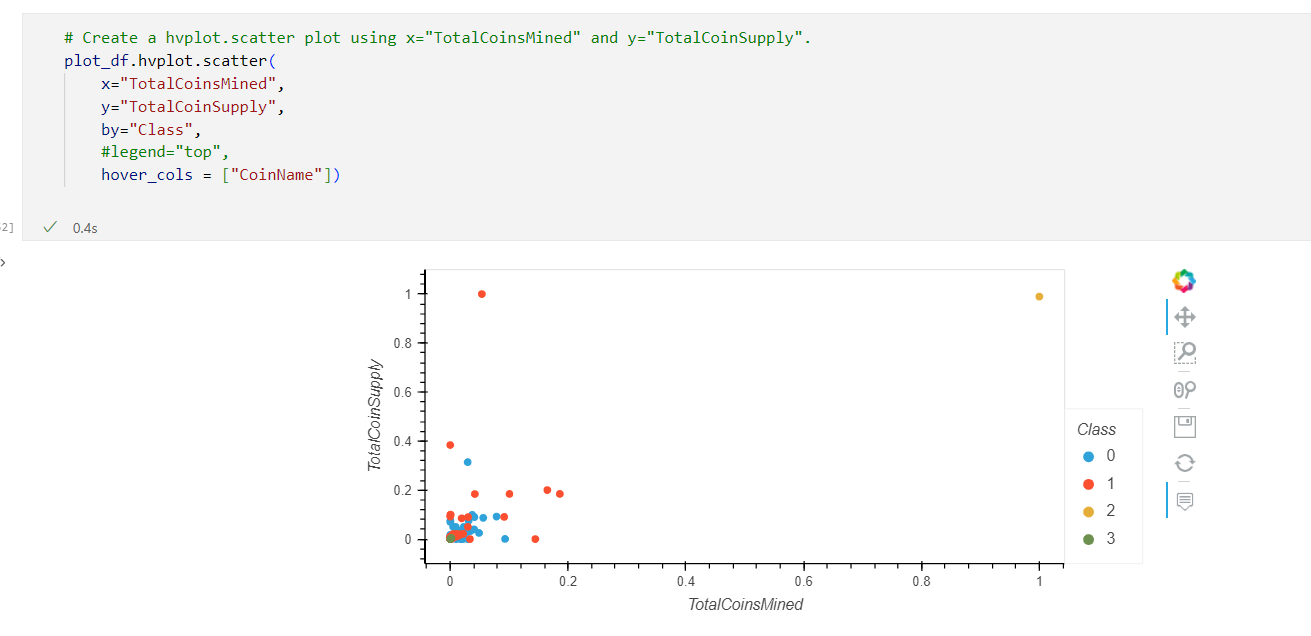 # Create a hvplot.scatter plot using x="TotalCoinsMined" and y="TotalCoinSupply".
plot_df.hvplot.scatter(
x="TotalCoinsMined",
y="TotalCoinSupply",
by="Class",
#legend="top",
hover_cols = ["CoinName"])
2]
0.4s
TotalCoinSupply
1
0.8
0.6
0.4
0.2
0
0 0.2 0.4 0.6 0.8 1
TotalCoinsMined
Class
0
1
2
3